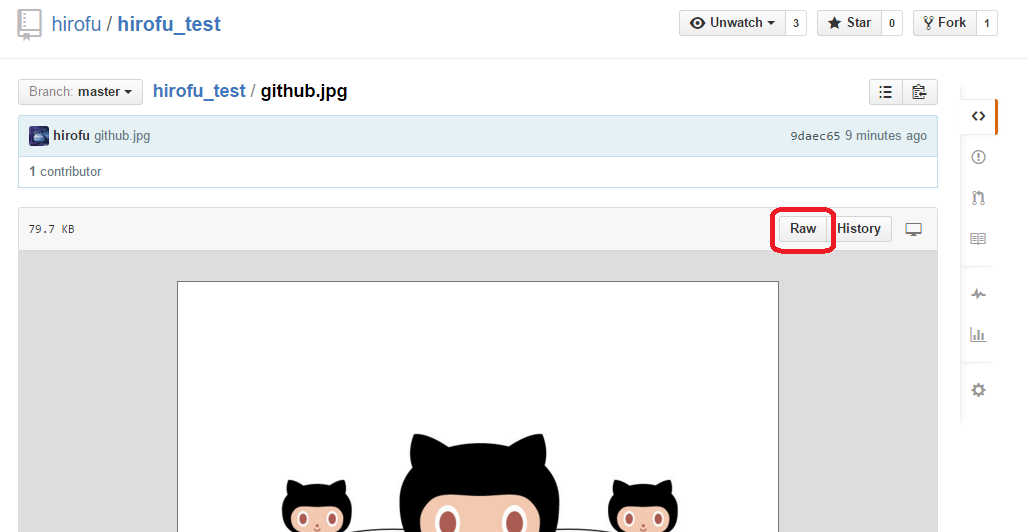 hirofu / hirofu_test Unwatch 3 Star 0 Fork 1
Branch: master hirofu_test / github.jpg
hirofu github.jpg 9daec65 9 minutes ago
1 contributor
79.7 KB Raw History